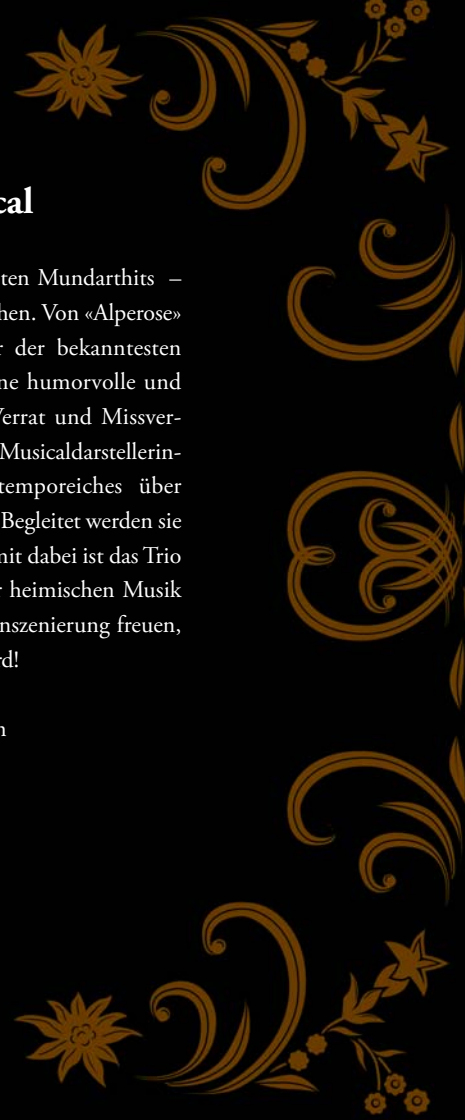 cal
ten Mundarthits –
hen. Von «Alperose»
r der bekanntesten
ne humorvolle und
Verrat und Missver-
Musicaldarstellerin-
temporeiches über
Begleitet werden sie
mit dabei ist das Trio
r heimischen Musik
nszenierung freuen,
rd!
n